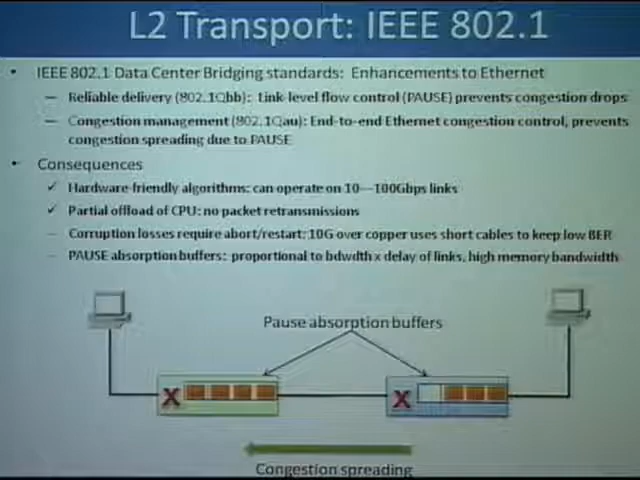 L2 Transport: IEEE 802.1
• IEEE 802.1 Data Center Bridging standards: Enhancements to Ethernet
– Reliable delivery (802.1Qbb): Link-level flow control (PAUSE) prevents congestion drops
– Congestion management (802.1Qau): End-to-end Ethernet congestion control, prevents
congestion spreading due to PAUSE
• Consequences
✓ Hardware-friendly algorithms: can operate on 10—100Gbps links
✓ Partial offload of CPU: no packet retransmissions
– Corruption losses require abort/restart: 10G over copper uses short cables to keep low BER
– PAUSE absorption buffers: proportional to bdwdth x delay of links, high memory bandwidth
Pause absorption buffers
X
X
Congestion spreading